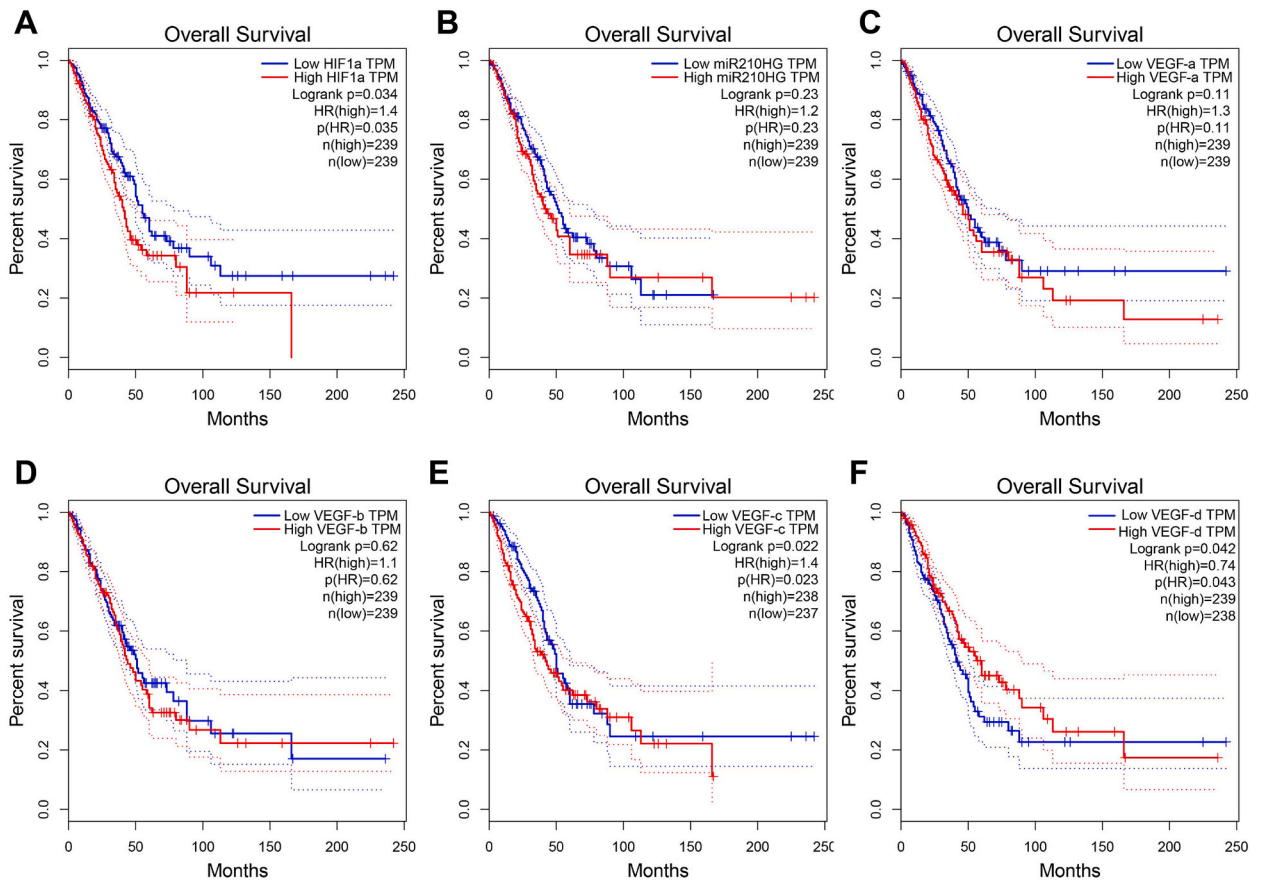 A
Overall Survival
Low HIF1a TPM
High HIF1a TPM
Logrank p=0.034
HR(high)=1.4
p(HR)=0.035
n(high)=239
n(low)=239
Percent survival
0.0 0.2 0.4 0.6 0.8 1.0
0 50 100 150 200 250
Months
B
Overall Survival
Low miR210HG TPM
High miR210HG TPM
Logrank p=0.23
HR(high)=1.2
p(HR)=0.23
n(high)=239
n(low)=239
Percent survival
0.0 0.2 0.4 0.6 0.8 1.0
0 50 100 150 200 250
Months
C
Overall Survival
Low VEGF-a TPM
High VEGF-a TPM
Logrank p=0.11
HR(high)=1.3
p(HR)=0.11
n(high)=239
n(low)=239
Percent survival
0.0 0.2 0.4 0.6 0.8 1.0
0 50 100 150 200 250
Months
D
Overall Survival
Low VEGF-b TPM
High VEGF-b TPM
Logrank p=0.62
HR(high)=1.1
p(HR)=0.62
n(high)=239
n(low)=239
Percent survival
0.0 0.2 0.4 0.6 0.8 1.0
0 50 100 150 200 250
Months
E
Overall Survival
Low VEGF-c TPM
High VEGF-c TPM
Logrank p=0.022
HR(high)=1.4
p(HR)=0.023
n(high)=238
n(low)=237
Percent survival
0.0 0.2 0.4 0.6 0.8 1.0
0 50 100 150 200 250
Months
F
Overall Survival
Low VEGF-d TPM
High VEGF-d TPM
Logrank p=0.042
HR(high)=0.74
p(HR)=0.043
n(high)=239
n(low)=238
Percent survival
0.0 0.2 0.4 0.6 0.8 1.0
0 50 100 150 200 250
Months